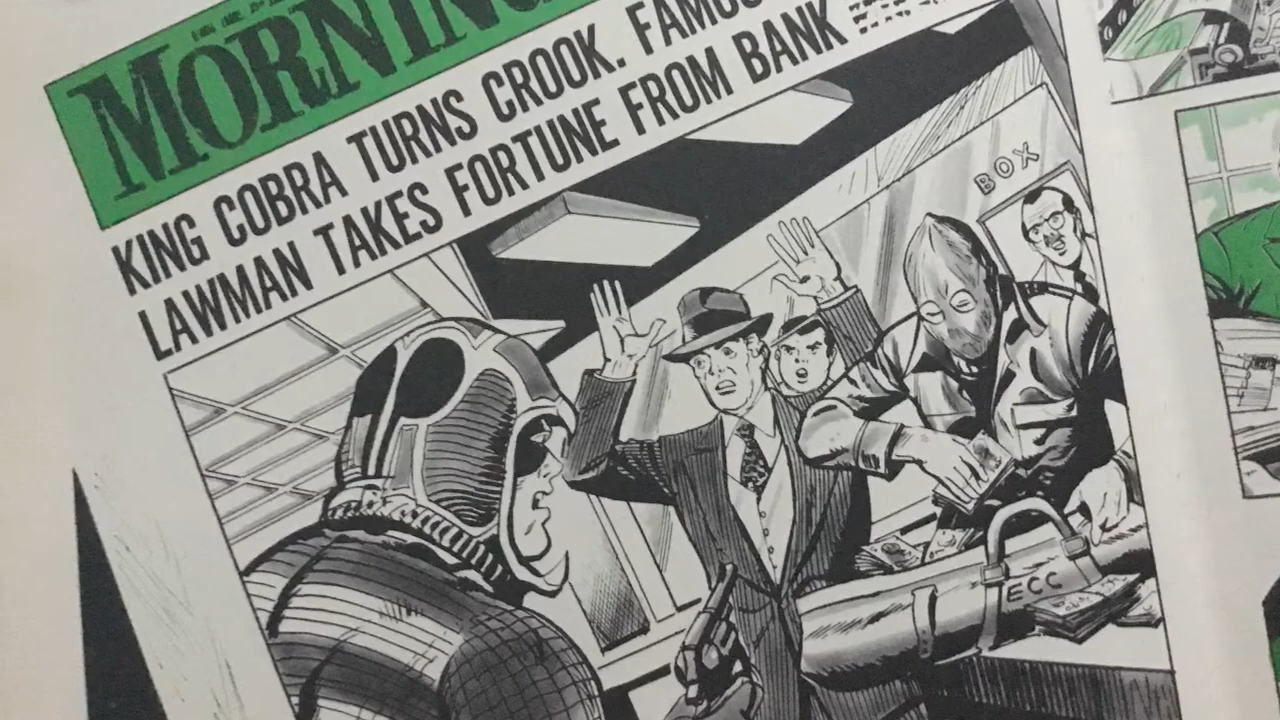 MORNING
KING COBRA TURNS CROOK. FAMOUS
LAWMAN TAKES FORTUNE FROM BANK
BOX
ECC